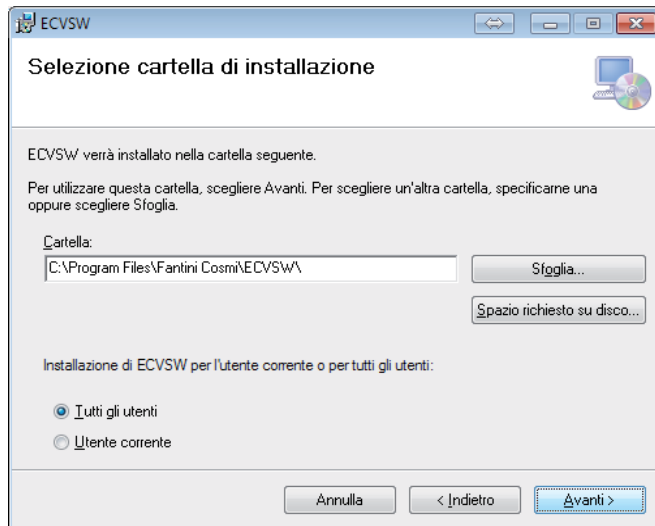 ECVSW
Selezione cartella di installazione
ECVSW verrà installato nella cartella seguente.
Per utilizzare questa cartella, scegliere Avanti. Per scegliere un'altra cartella, specificarne una
oppure scegliere Sfoglia.
Cartella:
C:\Program Files\Fantini Cosmi\ECVSW\
Sfoglia...
Spazio richiesto su disco...
Installazione di ECVSW per l'utente corrente o per tutti gli utenti:
Tutti gli utenti
Utente corrente
Annulla
< Indietro
Avanti >